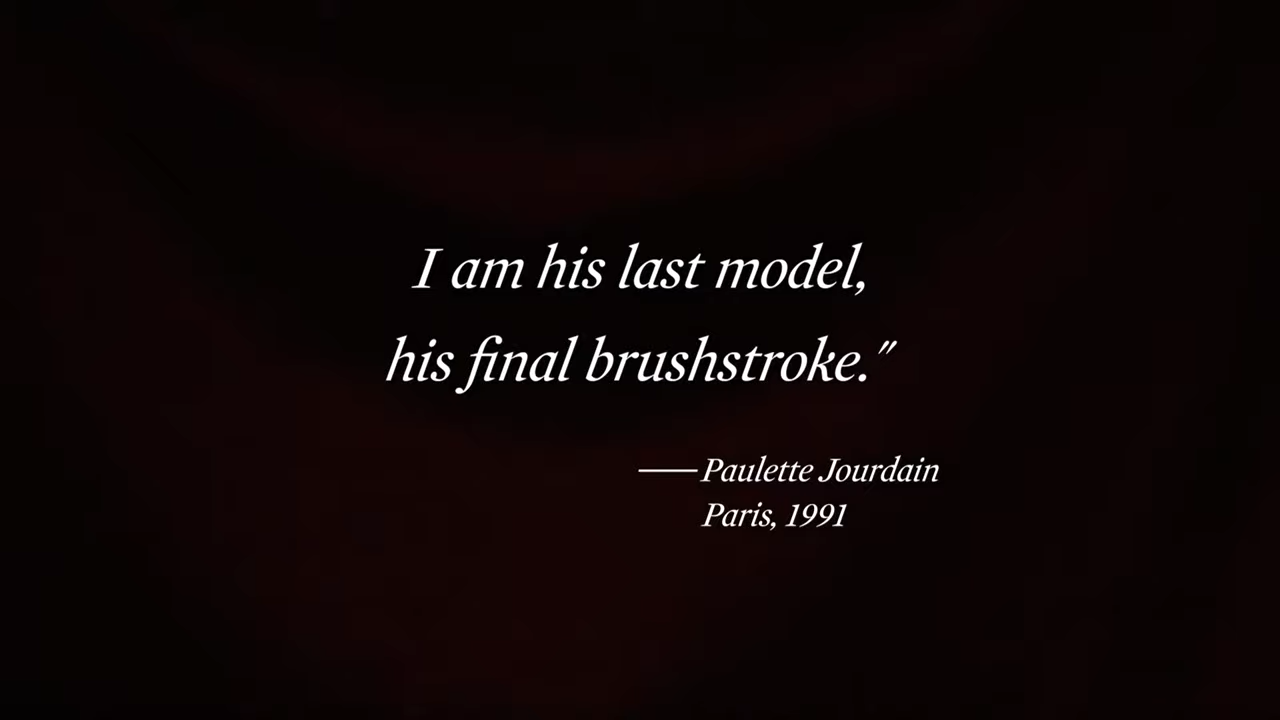 I am his last model,
his final brushstroke."
—Paulette Jourdain
Paris, 1991